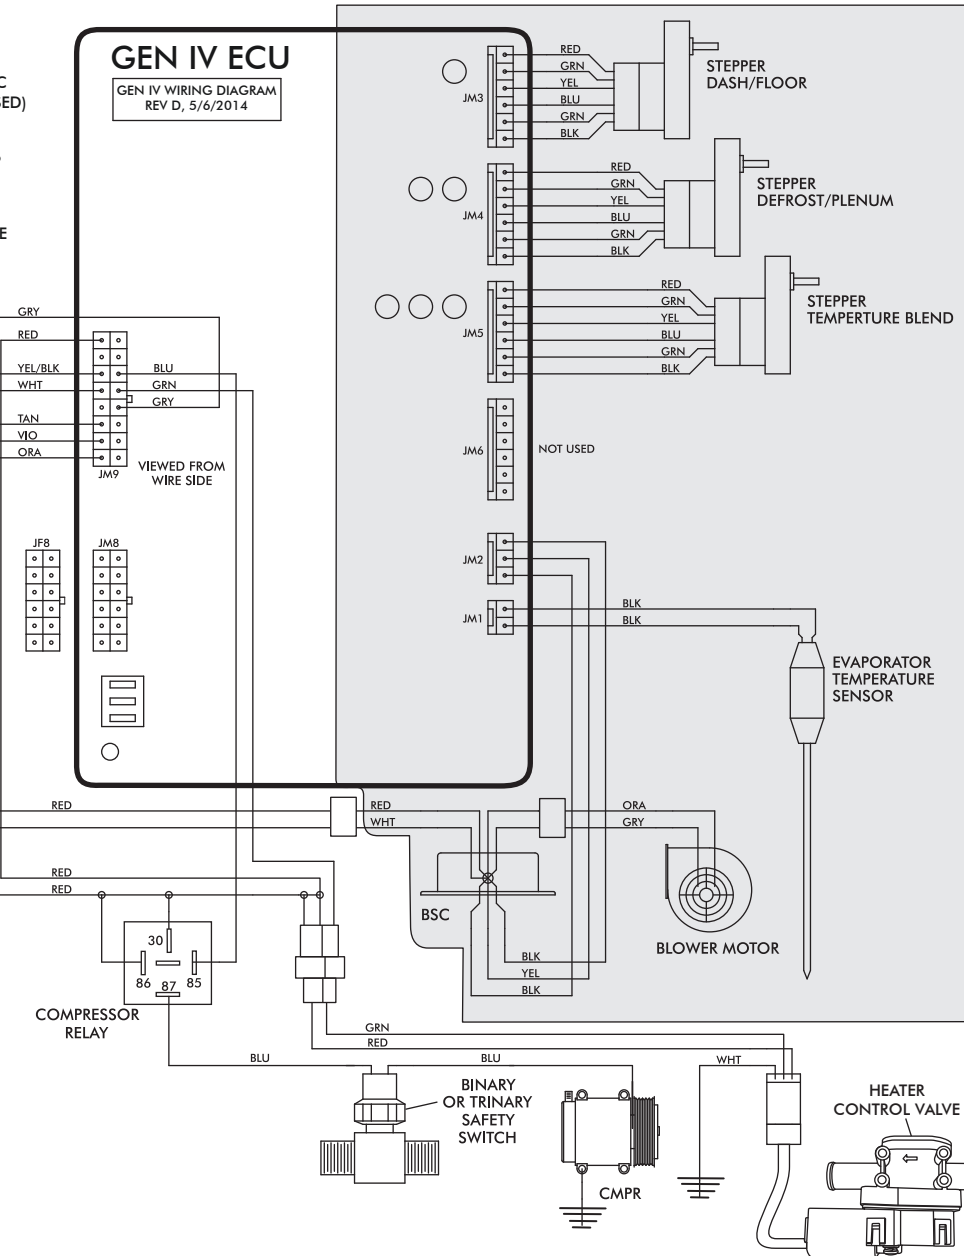 GEN IV ECU
GEN IV WIRING DIAGRAM
REV D, 5/6/2014
C
SED)
E
JM3
RED
GRN
YEL
BLU
GRN
BLK
STEPPER
DASH/FLOOR
JM4
RED
GRN
YEL
BLU
GRN
BLK
STEPPER
DEFROST/PLENUM
JM5
RED
GRN
YEL
BLU
GRN
BLK
STEPPER
TEMPERTURE BLEND
GRY
RED
YEL/BLK
WHT
TAN
VIO
ORA
BLU
GRN
GRY
JM9
VIEWED FROM
WIRE SIDE
JM6
NOT USED
JF8
JM8
JM2
JM1
BLK
BLK
EVAPORATOR
TEMPERATURE
SENSOR
RED
RED
WHT
ORA
GRY
RED
RED
BSC
BLOWER MOTOR
BLK
YEL
BLK
30
86
87
85
COMPRESSOR
RELAY
GRN
RED
BLU
BLU
WHT
BINARY
OR TRINARY
SAFETY
SWITCH
CMPR
HEATER
CONTROL VALVE